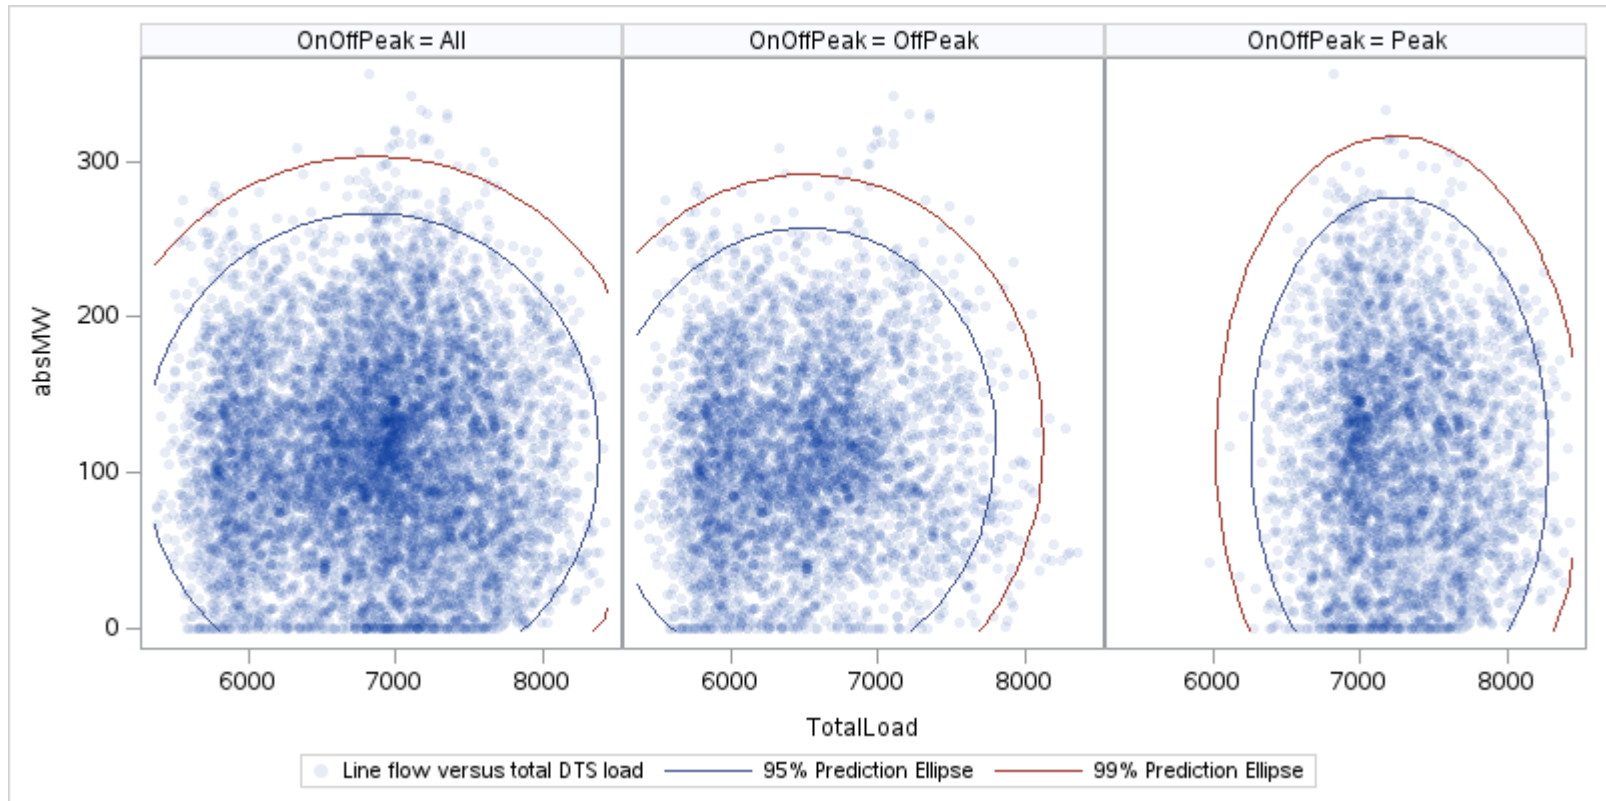 OnOffPeak = All
OnOffPeak = OffPeak
OnOffPeak = Peak
absMW
300
200
100
0
6000 7000 8000
6000 7000 8000
6000 7000 8000
TotalLoad
Line flow versus total DTS load
95% Prediction Ellipse
99% Prediction Ellipse